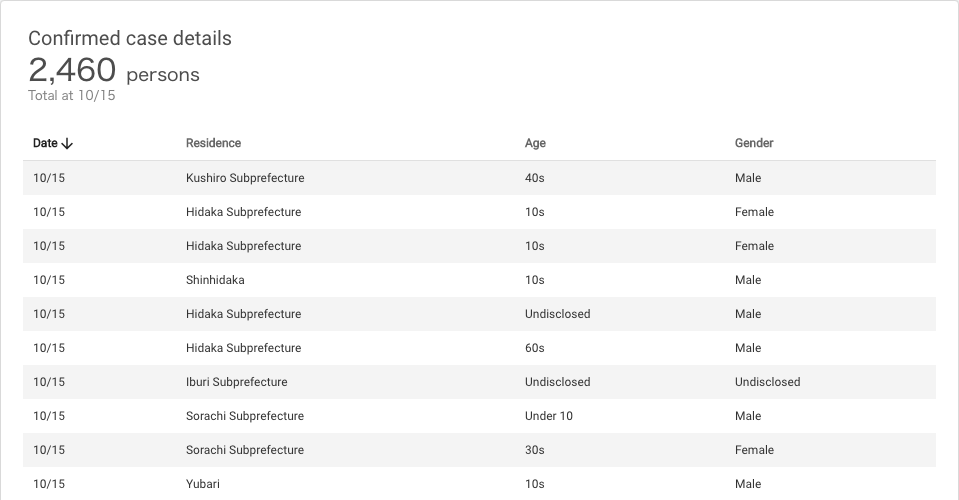 Confirmed case details
2,460 persons
Total at 10/15
Date Residence Age Gender
10/15 Kushiro Subprefecture 40s Male
10/15 Hidaka Subprefecture 10s Female
10/15 Hidaka Subprefecture 10s Female
10/15 Shinhidaka 10s Male
10/15 Hidaka Subprefecture Undisclosed Male
10/15 Hidaka Subprefecture 60s Male
10/15 Iburi Subprefecture Undisclosed Undisclosed
10/15 Sorachi Subprefecture Under 10 Male
10/15 Sorachi Subprefecture 30s Female
10/15 Yubari 10s Male